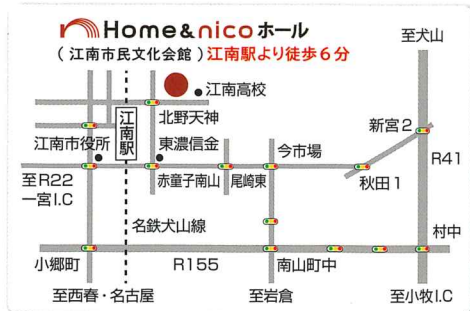 Home&nicoホール
(江南市民文化会館)江南駅より徒歩6分
至犬山
江南高校
北野天神
新宮2
江南駅
江南市役所
東濃信金
今市場
R41
至R22
一宮I.C
赤童子南山
尾崎東
秋田1
名鉄犬山線
村中
小郷町
R155
南山町中
至西春・名古屋
至岩倉
至小牧I.C